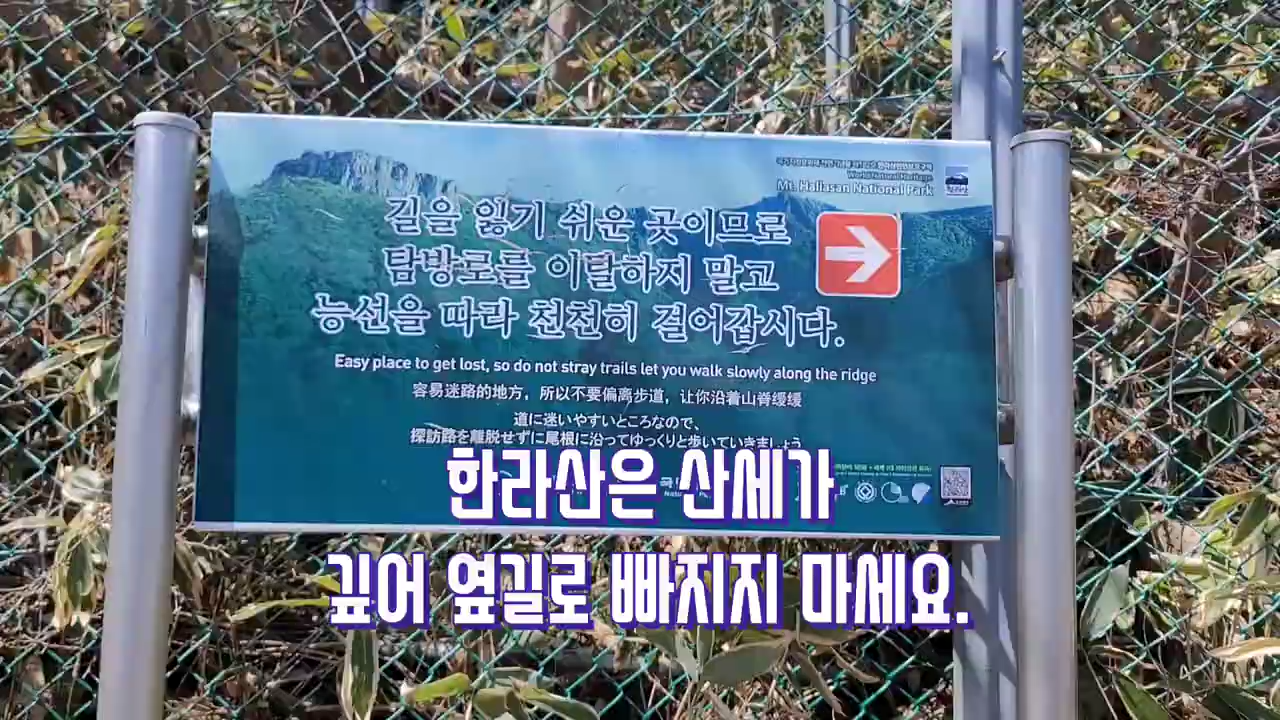 World Natural Heritage
Mt. Hallasan National Park
한라산
길을 잃기 쉬운 곳이므로
탐방로를 이탈하지 말고
능선을 따라 천천히 걸어갑시다.
Easy place to get lost, so do not stray trails let you walk slowly along the ridge
容易迷路的地方，所以不要偏离步道，让你沿着山脊缓缓
道に迷いやすいところなので、
探訪路を離脱せずに尾根に沿ってゆっくりと歩いていきましょう
한라산은 산세가
깊어 옆길로 빠지지 마세요.